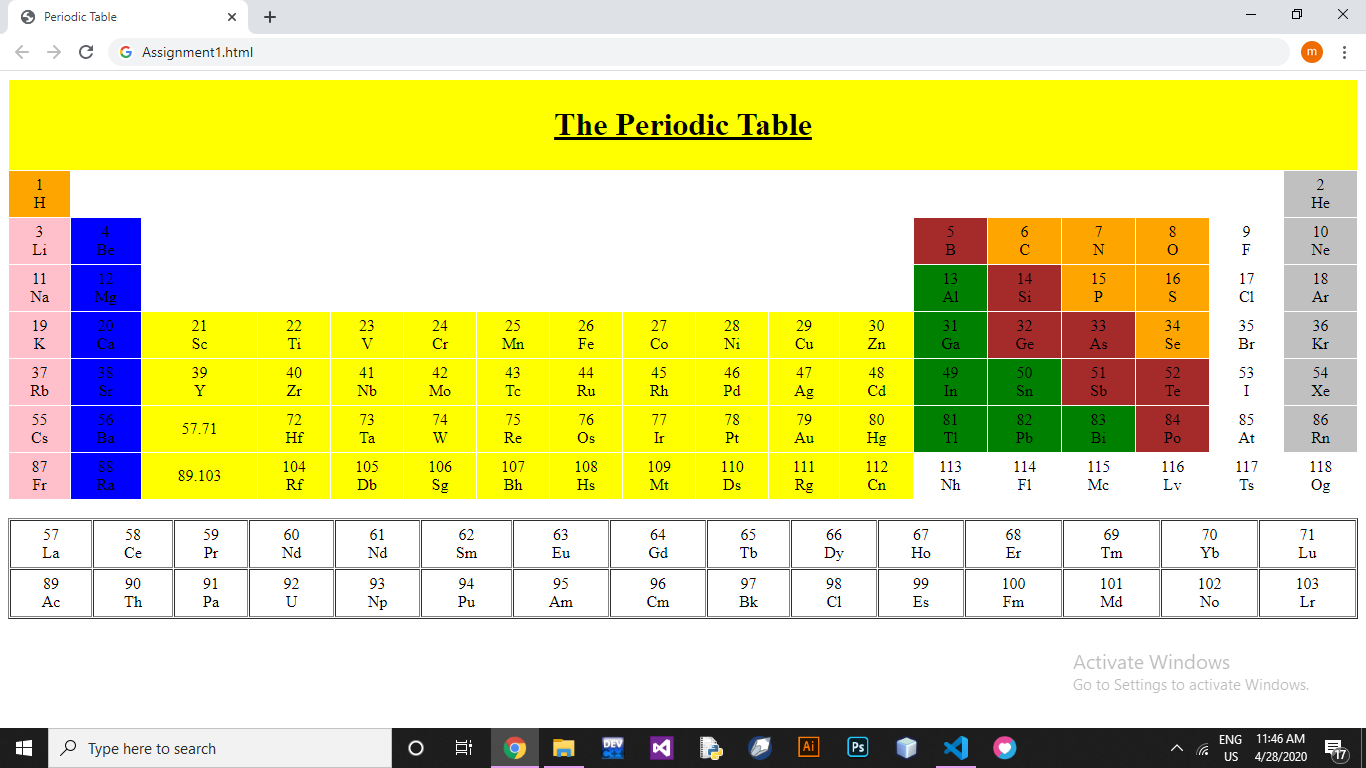 Periodic Table
Assignment1.html
m
The Periodic Table
1 2
H He
3 4 5 6 7 8 9 10
Li Be B C N O F Ne
11 12 13 14 15 16 17 18
Na Mg Al Si P S Cl Ar
19 20 21 22 23 24 25 26 27 28 29 30 31 32 33 34 35 36
K Ca Sc Ti V Cr Mn Fe Co Ni Cu Zn Ga Ge As Se Br Kr
37 38 39 40 41 42 43 44 45 46 47 48 49 50 51 52 53 54
Rb Sr Y Zr Nb Mo Tc Ru Rh Pd Ag Cd In Sn Sb Te I Xe
55 56 57.71 72 73 74 75 76 77 78 79 80 81 82 83 84 85 86
Cs Ba Hf Ta W Re Os Ir Pt Au Hg Tl Pb Bi Po At Rn
87 88 89.103 104 105 106 107 108 109 110 111 112 113 114 115 116 117 118
Fr Ra Rf Db Sg Bh Hs Mt Ds Rg Cn Nh Fl Mc Lv Ts Og
57 58 59 60 61 62 63 64 65 66 67 68 69 70 71
La Ce Pr Nd Nd Sm Eu Gd Tb Dy Ho Er Tm Yb Lu
89 90 91 92 93 94 95 96 97 98 99 100 101 102 103
Ac Th Pa U Np Pu Am Cm Bk Cl Es Fm Md No Lr
Activate Windows
Go to Settings to activate Windows.
Type here to search
DEV
Ai
Ps
ENG
US
11:46 AM
4/28/2020
17